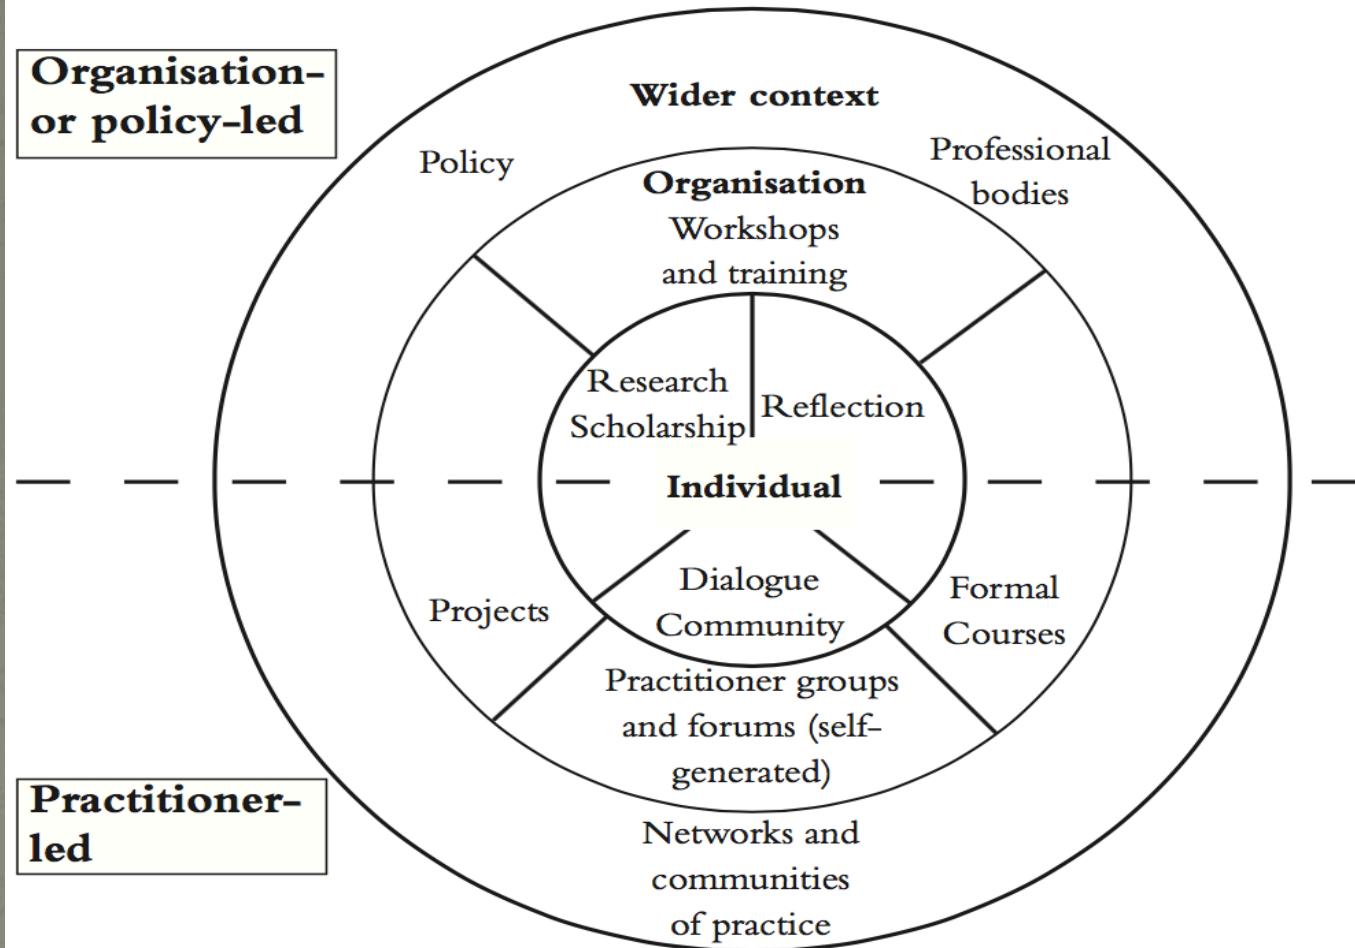 Organisation-
or policy-led
Wider context
Policy
Professional
bodies
Organisation
Workshops
and training
Research
Scholarship
Reflection
Individual
Dialogue
Community
Projects
Formal
Courses
Practitioner groups
and forums (self-
generated)
Practitioner-
led
Networks and
communities
of practice